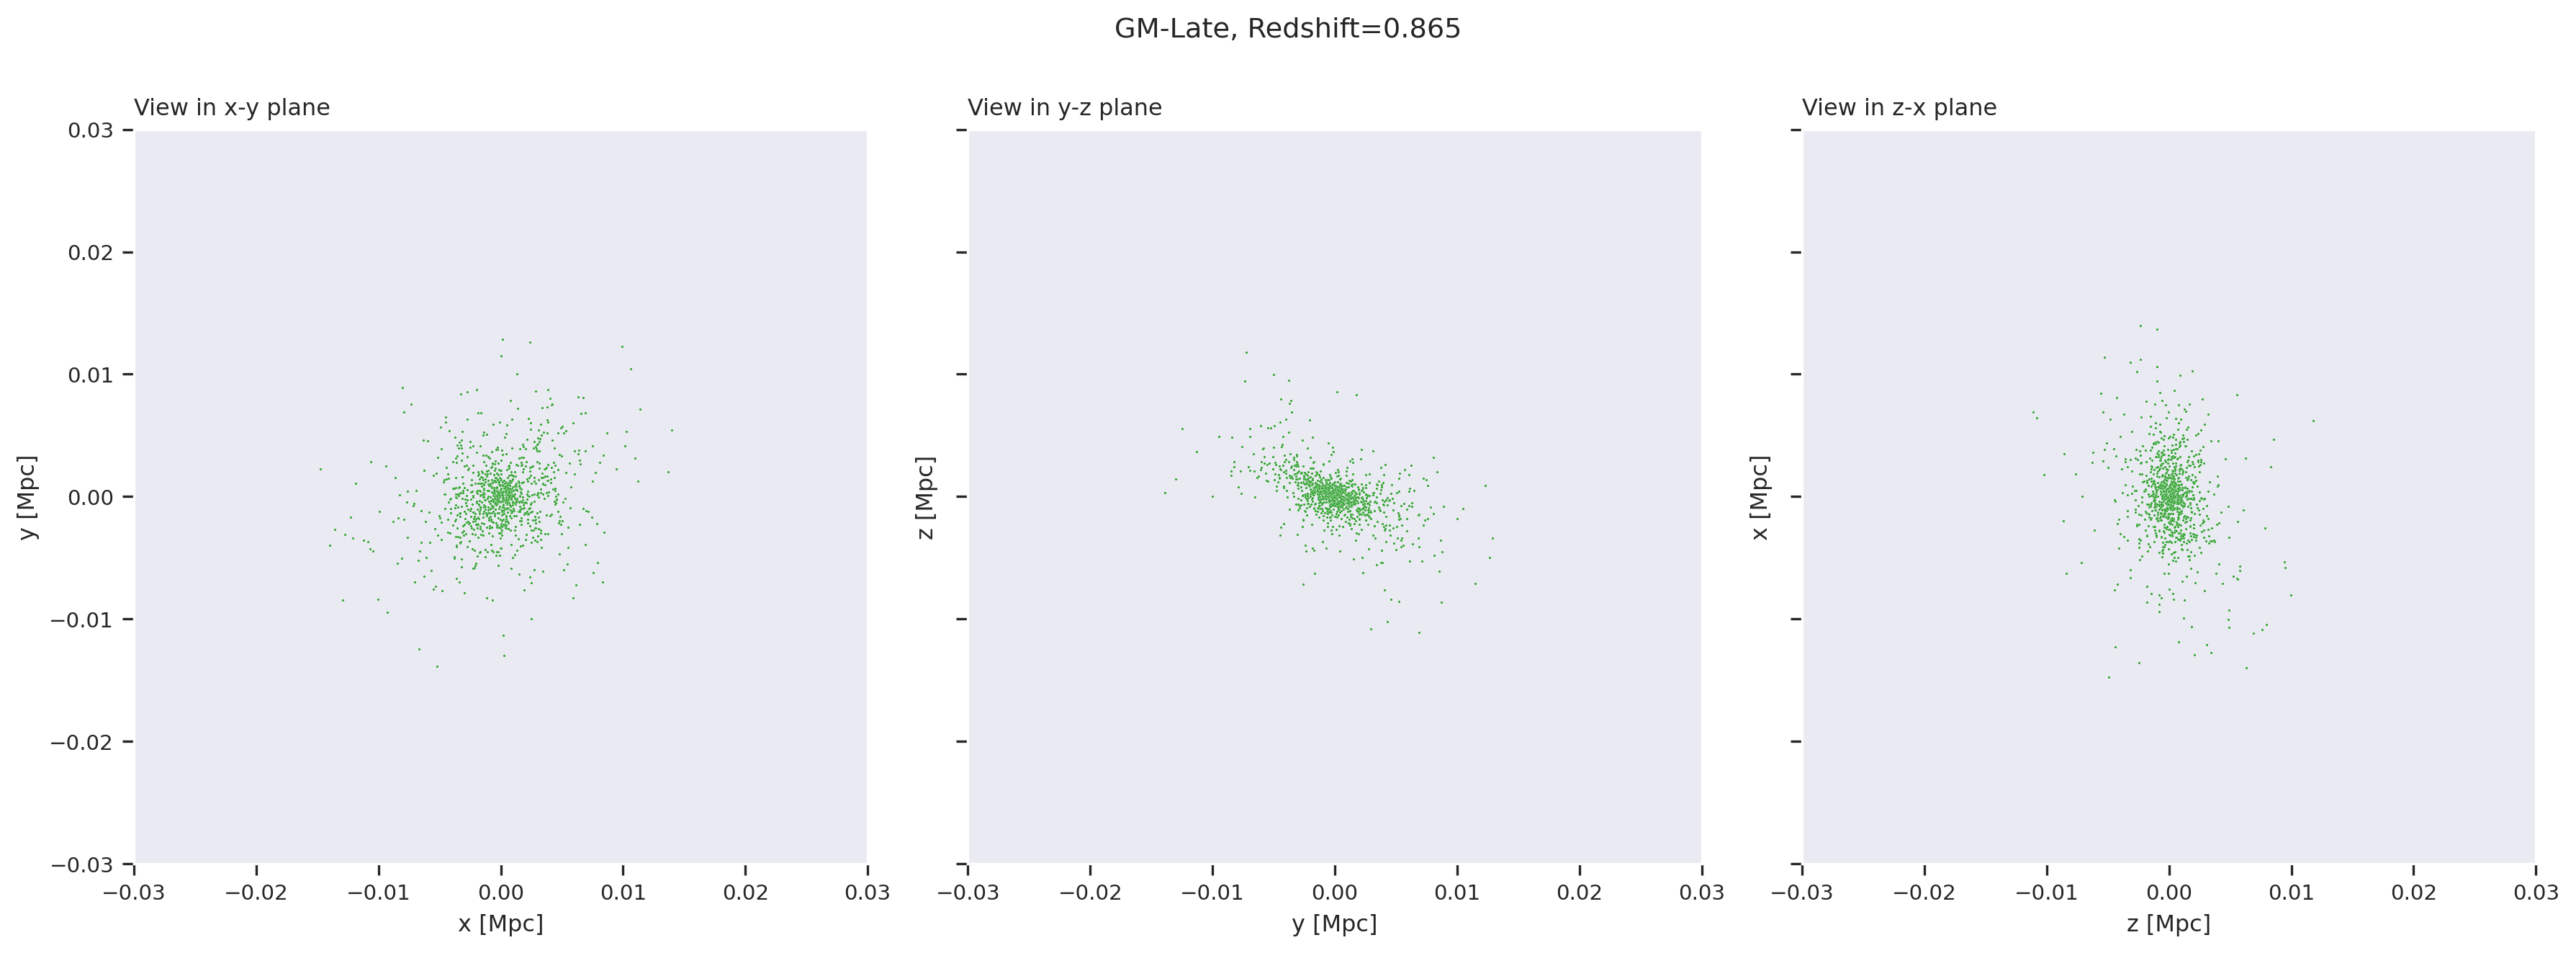 GM-Late, Redshift=0.865
View in x-y plane
0.03
0.02
0.01
0.00
−0.01
−0.02
−0.03
y [Mpc]
−0.03 −0.02 −0.01 0.00 0.01 0.02 0.03
x [Mpc]
View in y-z plane
z [Mpc]
−0.03 −0.02 −0.01 0.00 0.01 0.02 0.03
y [Mpc]
View in z-x plane
x [Mpc]
−0.03 −0.02 −0.01 0.00 0.01 0.02 0.03
z [Mpc]